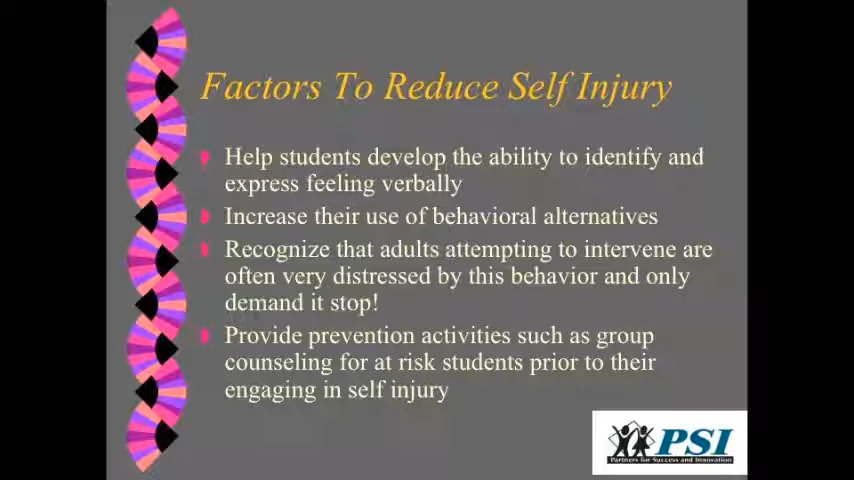 Factors To Reduce Self Injury
Help students develop the ability to identify and
express feeling verbally
Increase their use of behavioral alternatives
Recognize that adults attempting to intervene are
often very distressed by this behavior and only
demand it stop!
Provide prevention activities such as group
counseling for at risk students prior to their
engaging in self injury
PSI
Partners for Success and Innovation